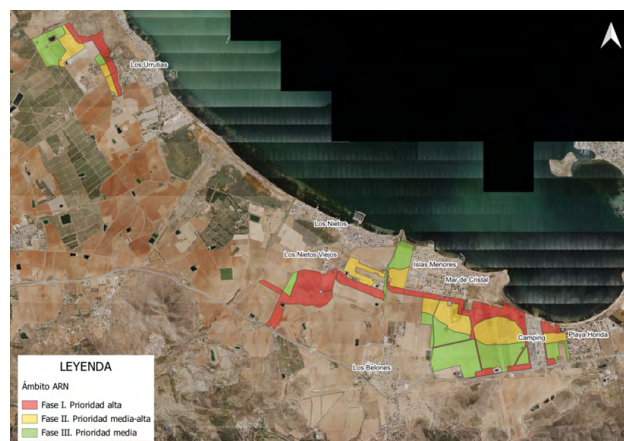 Los Urrutias
Los Nietos
Los Nietos Viejos
Islas Menores
Mar de Cristal
Camping
Playa Honda
Los Belones
LEYENDA
Ámbito ARN
Fase I. Prioridad alta
Fase II. Prioridad media-alta
Fase III. Prioridad media